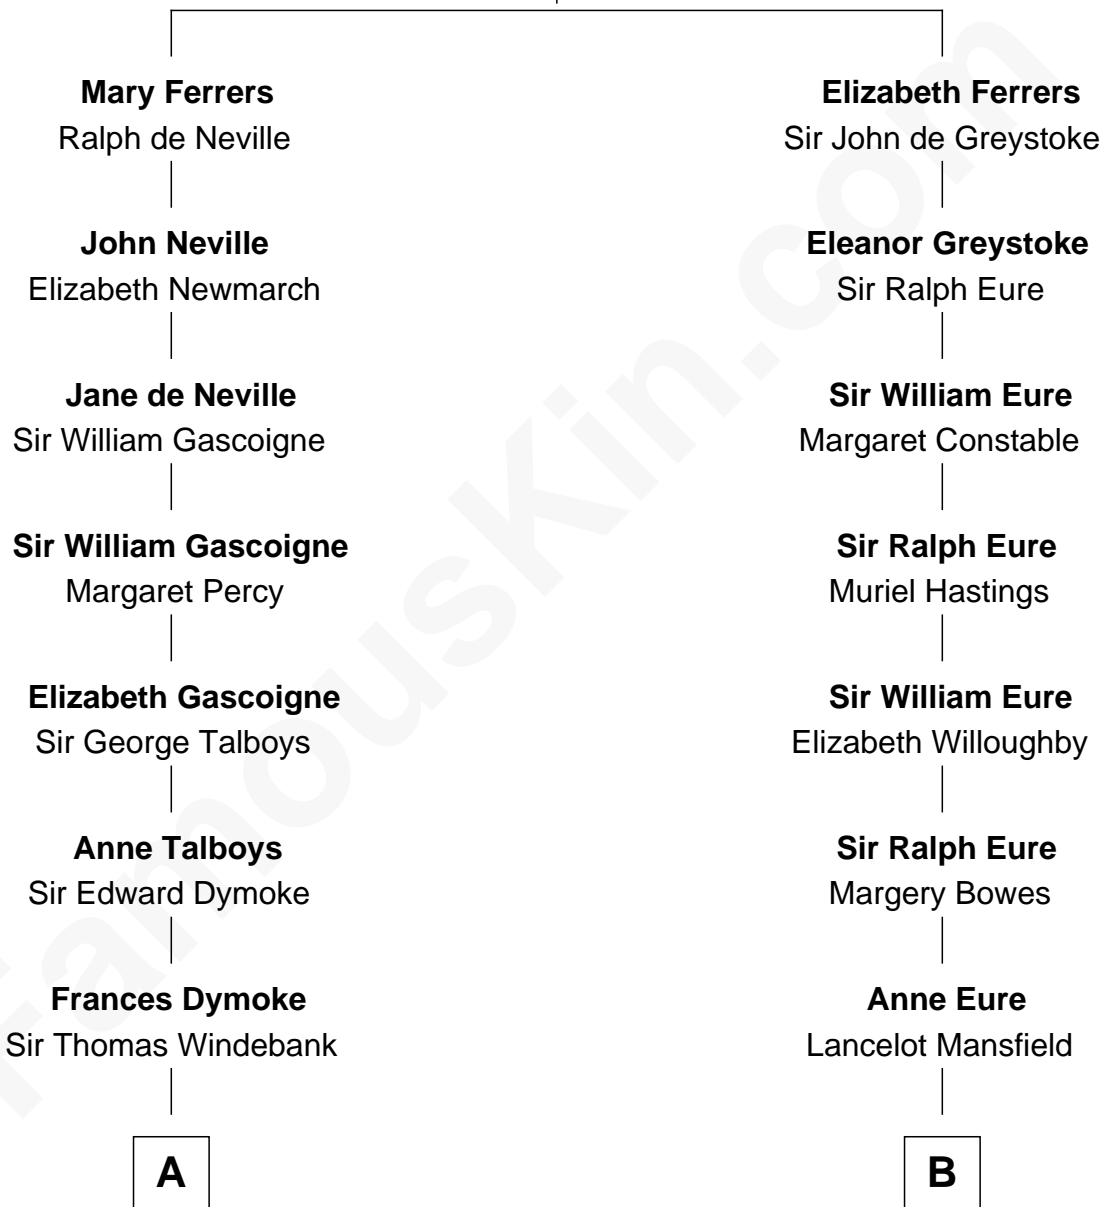 Mary Ferrers
Ralph de Neville
John Neville
Elizabeth Newmarch
Jane de Neville
Sir William Gascoigne
Sir William Gascoigne
Margaret Percy
Elizabeth Gascoigne
Sir George Talboys
Anne Talboys
Sir Edward Dymoke
Frances Dymoke
Sir Thomas Windebank
A
Elizabeth Ferrers
Sir John de Greystoke
Eleanor Greystoke
Sir Ralph Eure
Sir William Eure
Margaret Constable
Sir Ralph Eure
Muriel Hastings
Sir William Eure
Elizabeth Willoughby
Sir Ralph Eure
Margery Bowes
Anne Eure
Lancelot Mansfield
B
FamousKin.com